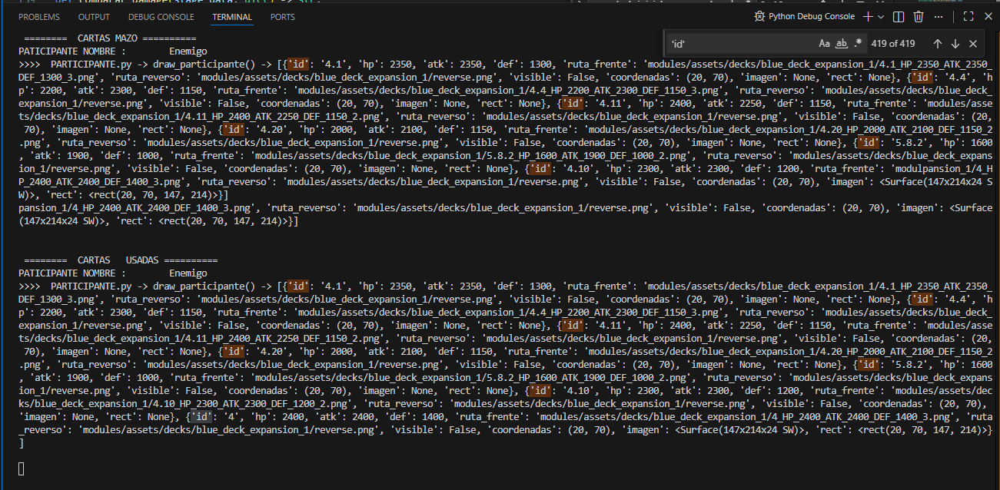 PROBLEMS OUTPUT DEBUG CONSOLE TERMINAL PORTS Python Debug Console
'id' Aa ab .* 419 of 419
======== CARTAS MAZO ==========
PATICIPANTE NOMBRE : Enemigo
>>>> PARTICIPANTE.py -> draw_participante() -> [{'id': '4.1', 'hp': 2350, 'atk': 2350, 'def': 1300, 'ruta_frente': 'modules/assets/decks/blue_deck_expansion_1/4.1_HP_2350_ATK_2350_
DEF_1300_3.png', 'ruta_reverso': 'modules/assets/decks/blue_deck_expansion_1/reverse.png', 'visible': False, 'coordenadas': (20, 70), 'imagen': None, 'rect': None}, {'id': '4.4', 'h
p': 2200, 'atk': 2300, 'def': 1150, 'ruta_frente': 'modules/assets/decks/blue_deck_expansion_1/4.4_HP_2200_ATK_2300_DEF_1150_3.png', 'ruta_reverso': 'modules/assets/decks/blue_deck_
expansion_1/reverse.png', 'visible': False, 'coordenadas': (20, 70), 'imagen': None, 'rect': None}, {'id': '4.11', 'hp': 2400, 'atk': 2250, 'def': 1150, 'ruta_frente': 'modules/asse
ts/decks/blue_deck_expansion_1/4.11_HP_2400_ATK_2250_DEF_1150_2.png', 'ruta_reverso': 'modules/assets/decks/blue_deck_expansion_1/reverse.png', 'visible': False, 'coordenadas': (20,
70), 'imagen': None, 'rect': None}, {'id': '4.20', 'hp': 2000, 'atk': 2100, 'def': 1150, 'ruta_frente': 'modules/assets/decks/blue_deck_expansion_1/4.20_HP_2000_ATK_2100_DEF_1150_2
.png', 'ruta_reverso': 'modules/assets/decks/blue_deck_expansion_1/reverse.png', 'visible': False, 'coordenadas': (20, 70), 'imagen': None, 'rect': None}, {'id': '5.8.2', 'hp': 1600
, 'atk': 1900, 'def': 1000, 'ruta_frente': 'modules/assets/decks/blue_deck_expansion_1/5.8.2_HP_1600_ATK_1900_DEF_1000_2.png', 'ruta_reverso': 'modules/assets/decks/blue_deck_expans
ion_1/reverse.png', 'visible': False, 'coordenadas': (20, 70), 'imagen': None, 'rect': None}, {'id': '4.10', 'hp': 2300, 'atk': 2300, 'def': 1200, 'ruta_frente': 'modulpansion_1/4_H
P_2400_ATK_2400_DEF_1400_3.png', 'ruta_reverso': 'modules/assets/decks/blue_deck_expansion_1/reverse.png', 'visible': False, 'coordenadas': (20, 70), 'imagen': <Surface(147x214x24 S
W)>, 'rect': <rect(20, 70, 147, 214)>}]
pansion_1/4_HP_2400_ATK_2400_DEF_1400_3.png', 'ruta_reverso': 'modules/assets/decks/blue_deck_expansion_1/reverse.png', 'visible': False, 'coordenadas': (20, 70), 'imagen': <Surface
(147x214x24 SW)>, 'rect': <rect(20, 70, 147, 214)>}]
======== CARTAS USADAS ==========
PATICIPANTE NOMBRE : Enemigo
>>>> PARTICIPANTE.py -> draw_participante() -> [{'id': '4.1', 'hp': 2350, 'atk': 2350, 'def': 1300, 'ruta_frente': 'modules/assets/decks/blue_deck_expansion_1/4.1_HP_2350_ATK_2350_
DEF_1300_3.png', 'ruta_reverso': 'modules/assets/decks/blue_deck_expansion_1/reverse.png', 'visible': False, 'coordenadas': (20, 70), 'imagen': None, 'rect': None}, {'id': '4.4', 'h
p': 2200, 'atk': 2300, 'def': 1150, 'ruta_frente': 'modules/assets/decks/blue_deck_expansion_1/4.4_HP_2200_ATK_2300_DEF_1150_3.png', 'ruta_reverso': 'modules/assets/decks/blue_deck_
expansion_1/reverse.png', 'visible': False, 'coordenadas': (20, 70), 'imagen': None, 'rect': None}, {'id': '4.11', 'hp': 2400, 'atk': 2250, 'def': 1150, 'ruta_frente': 'modules/asse
ts/decks/blue_deck_expansion_1/4.11_HP_2400_ATK_2250_DEF_1150_2.png', 'ruta_reverso': 'modules/assets/decks/blue_deck_expansion_1/reverse.png', 'visible': False, 'coordenadas': (20,
70), 'imagen': None, 'rect': None}, {'id': '4.20', 'hp': 2000, 'atk': 2100, 'def': 1150, 'ruta_frente': 'modules/assets/decks/blue_deck_expansion_1/4.20_HP_2000_ATK_2100_DEF_1150_2
.png', 'ruta_reverso': 'modules/assets/decks/blue_deck_expansion_1/reverse.png', 'visible': False, 'coordenadas': (20, 70), 'imagen': None, 'rect': None}, {'id': '5.8.2', 'hp': 1600
, 'atk': 1900, 'def': 1000, 'ruta_frente': 'modules/assets/decks/blue_deck_expansion_1/5.8.2_HP_1600_ATK_1900_DEF_1000_2.png', 'ruta_reverso': 'modules/assets/decks/blue_deck_expans
ion_1/reverse.png', 'visible': False, 'coordenadas': (20, 70), 'imagen': None, 'rect': None}, {'id': '4.10', 'hp': 2300, 'atk': 2300, 'def': 1200, 'ruta_frente': 'modules/assets/dec
ks/blue_deck_expansion_1/4.10_HP_2300_ATK_2300_DEF_1200_2.png', 'ruta_reverso': 'modules/assets/decks/blue_deck_expansion_1/reverse.png', 'visible': False, 'coordenadas': (20, 70),
'imagen': None, 'rect': None}, {'id': '4', 'hp': 2400, 'atk': 2400, 'def': 1400, 'ruta_frente': 'modules/assets/decks/blue_deck_expansion_1/4_HP_2400_ATK_2400_DEF_1400_3.png', 'ruta
_reverso': 'modules/assets/decks/blue_deck_expansion_1/reverse.png', 'visible': False, 'coordenadas': (20, 70), 'imagen': <Surface(147x214x24 SW)>, 'rect': <rect(20, 70, 147, 214)>}
]